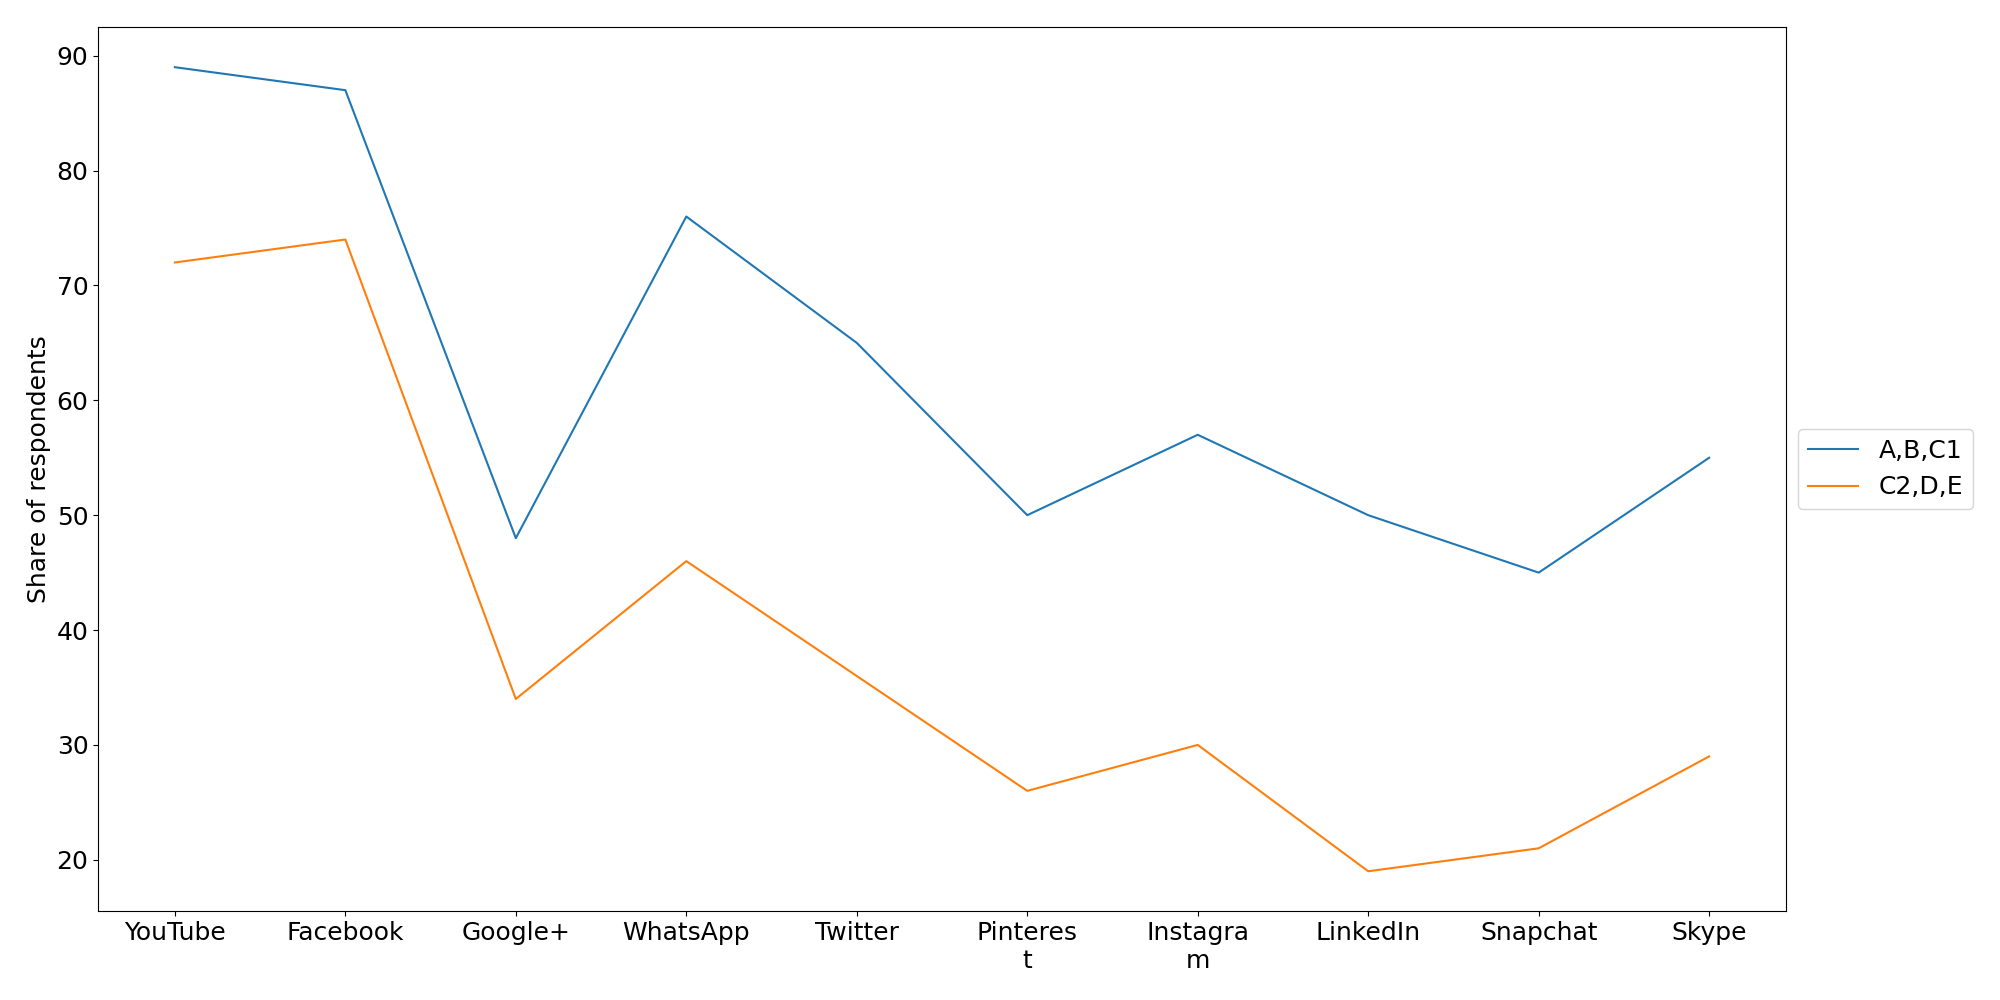 90
80
70
60
50
40
30
20
Share of respondents
YouTube
Facebook
Google+
WhatsApp
Twitter
Pinteres
t
Instagra
m
LinkedIn
Snapchat
Skype
A,B,C1
C2,D,E